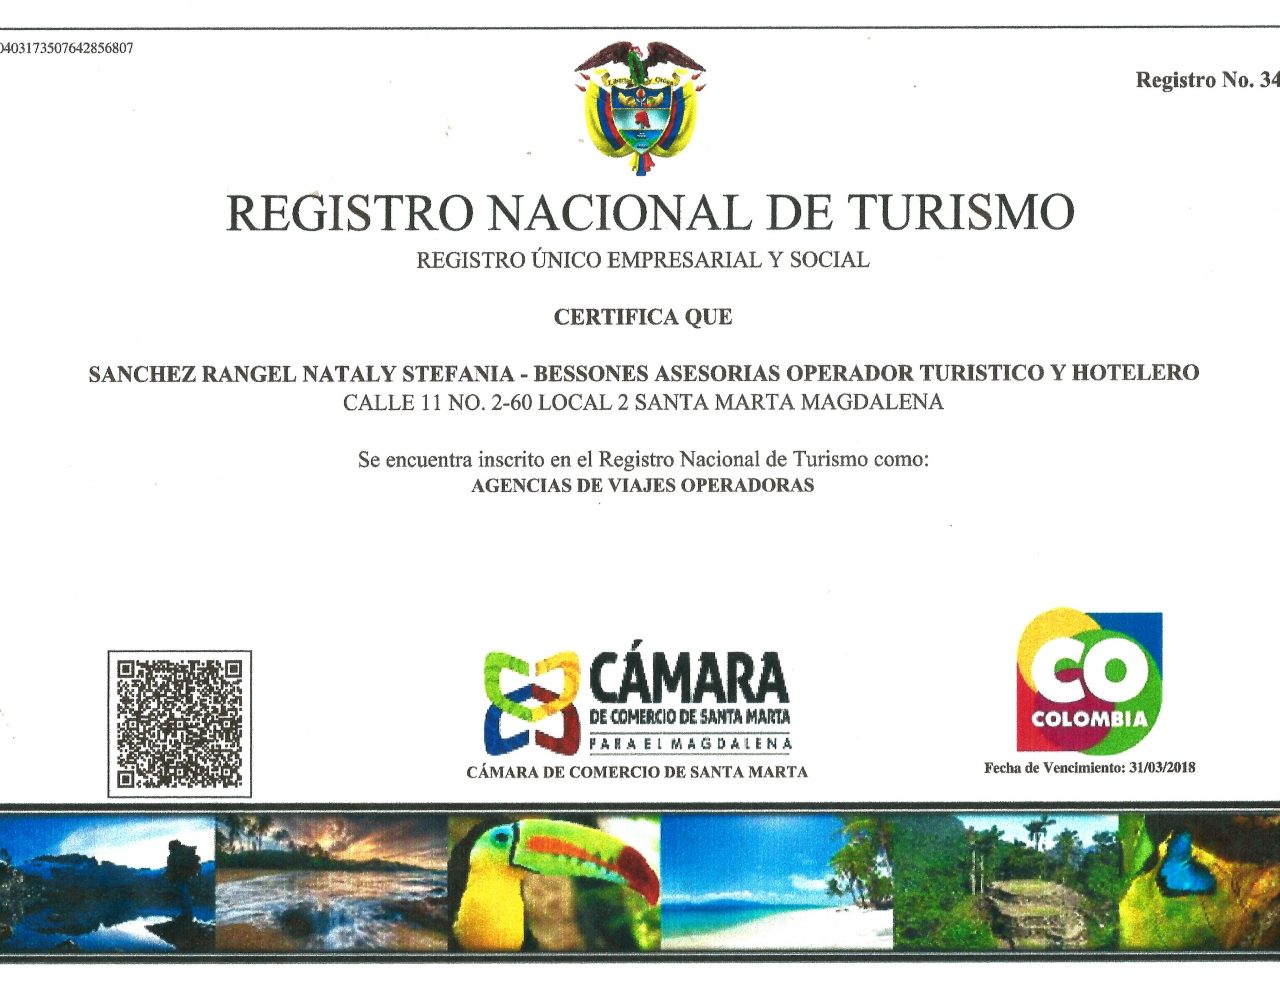 0403173507642856807
Registro No. 34
REGISTRO NACIONAL DE TURISMO
REGISTRO ÚNICO EMPRESARIAL Y SOCIAL
CERTIFICA QUE
SANCHEZ RANGEL NATALY STEFANIA - BESSONES ASESORIAS OPERADOR TURISTICO Y HOTELERO
CALLE 11 NO. 2-60 LOCAL 2 SANTA MARTA MAGDALENA
Se encuentra inscrito en el Registro Nacional de Turismo como:
AGENCIAS DE VIAJES OPERADORAS
CÁMARA
DE COMERCIO DE SANTA MARTA
PARA EL MAGDALENA
CÁMARA DE COMERCIO DE SANTA MARTA
CO
COLOMBIA
Fecha de Vencimiento: 31/03/2018